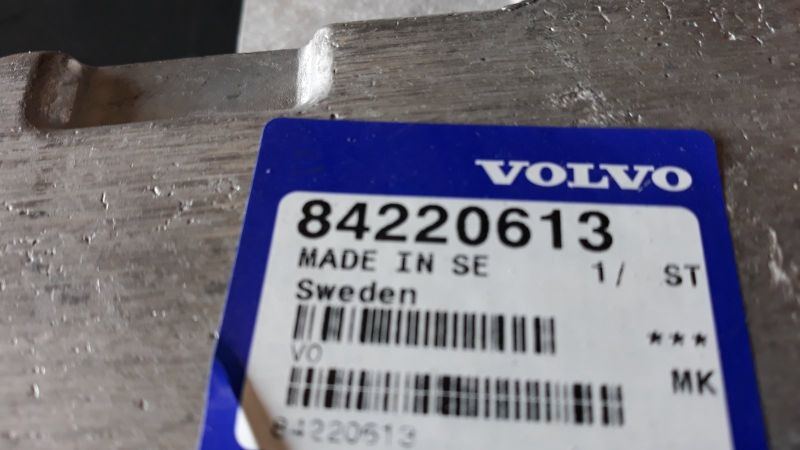 VOLVO
84220613
MADE IN SE 1/ ST
Sweden
***
VO
MK
84220613